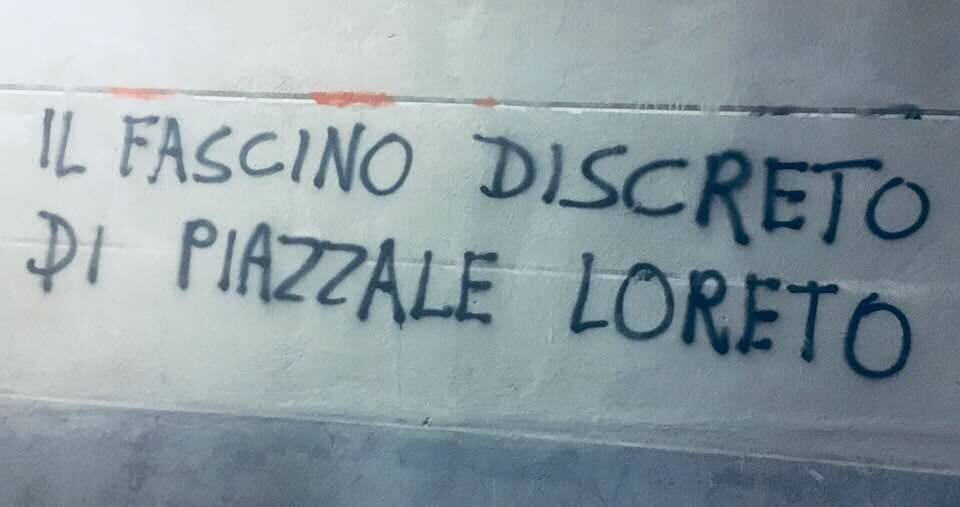 IL FASCINO DISCRETO
DI PIAZZALE LORETO